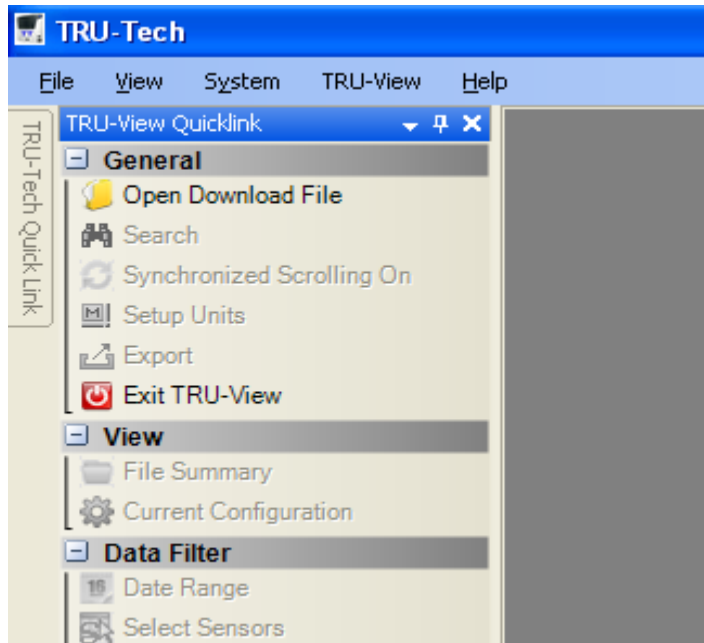 TRU-Tech
File View System TRU-View Help
TRU-Tech Quick Link
TRU-View Quicklink
General
Open Download File
Search
Synchronized Scrolling On
Setup Units
Export
Exit TRU-View
View
File Summary
Current Configuration
Data Filter
Date Range
Select Sensors